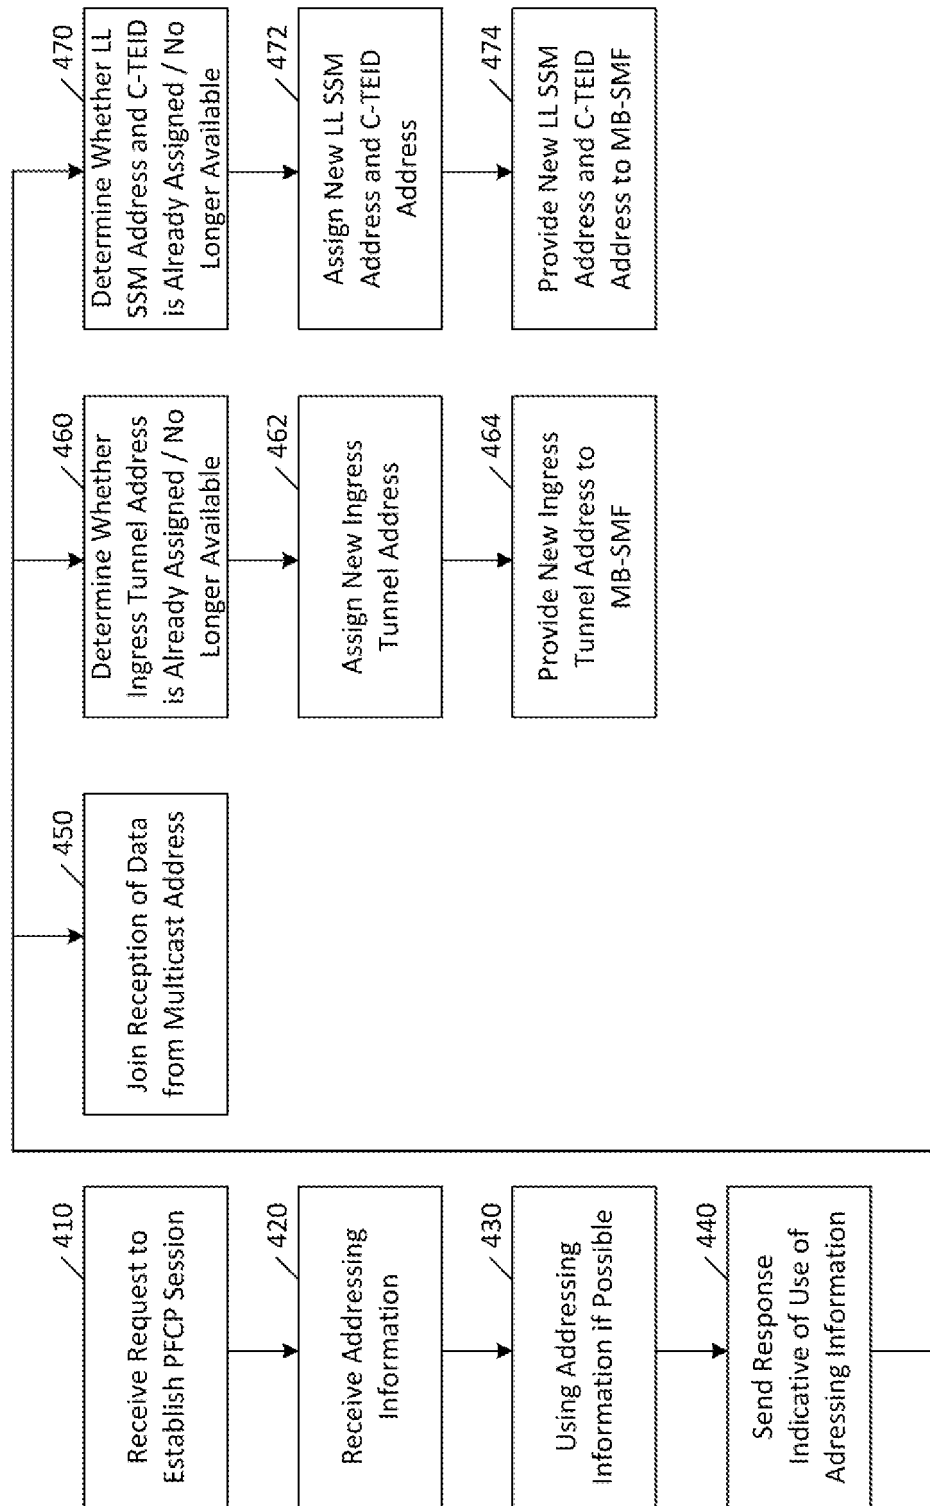 410
Receive Request to
Establish PFCP Session
420
Receive Addressing
Information
430
Using Addressing
Information if Possible
440
Send Response
Indicative of Use of
Adressing Information
450
Join Reception of Data
from Multicast Address
460
Determine Whether
Ingress Tunnel Address
is Already Assigned / No
Longer Available
462
Assign New Ingress
Tunnel Address
464
Provide New Ingress
Tunnel Address to
MB-SMF
470
Determine Whether LL
SSM Address and C-TEID
is Already Assigned / No
Longer Available
472
Assign New LL SSM
Address and C-TEID
Address
474
Provide New LL SSM
Address and C-TEID
Address to MB-SMF